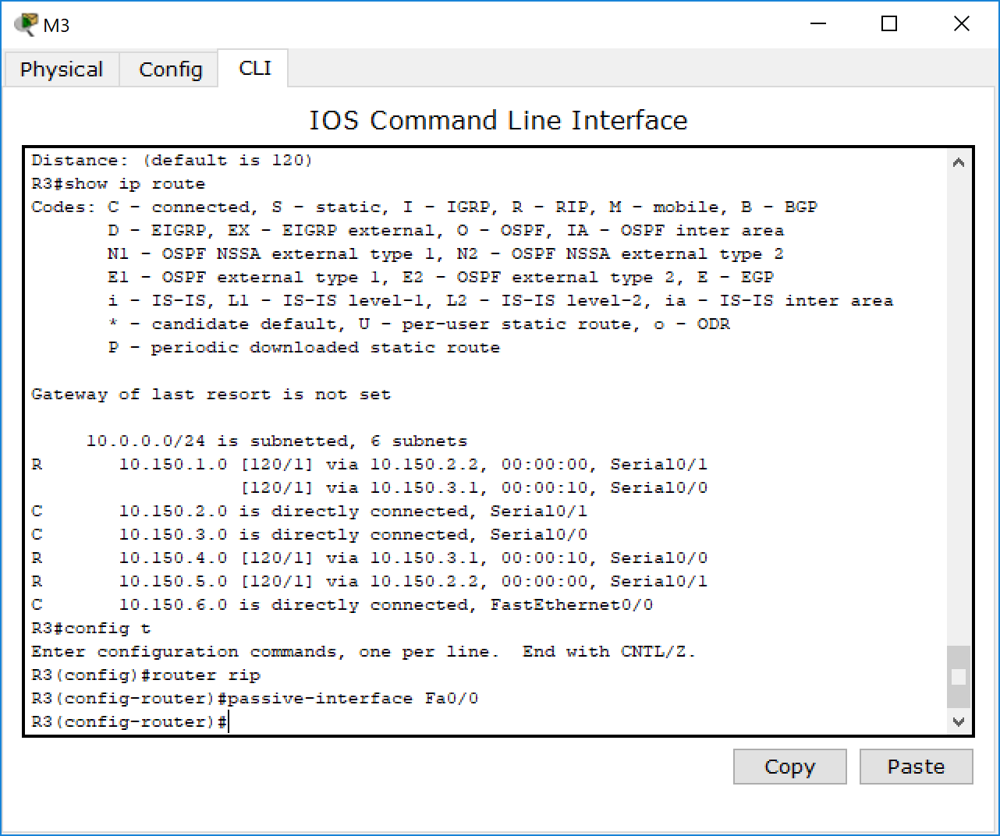 M3
Physical Config CLI
IOS Command Line Interface
Distance: (default is 120)
R3#show ip route
Codes: C - connected, S - static, I - IGRP, R - RIP, M - mobile, B - BGP
       D - EIGRP, EX - EIGRP external, O - OSPF, IA - OSPF inter area
       N1 - OSPF NSSA external type 1, N2 - OSPF NSSA external type 2
       E1 - OSPF external type 1, E2 - OSPF external type 2, E - EGP
       i - IS-IS, L1 - IS-IS level-1, L2 - IS-IS level-2, ia - IS-IS inter area
       * - candidate default, U - per-user static route, o - ODR
       P - periodic downloaded static route
Gateway of last resort is not set
     10.0.0.0/24 is subnetted, 6 subnets
R       10.150.1.0 [120/1] via 10.150.2.2, 00:00:00, Serial0/1
                   [120/1] via 10.150.3.1, 00:00:10, Serial0/0
C       10.150.2.0 is directly connected, Serial0/1
C       10.150.3.0 is directly connected, Serial0/0
R       10.150.4.0 [120/1] via 10.150.3.1, 00:00:10, Serial0/0
R       10.150.5.0 [120/1] via 10.150.2.2, 00:00:00, Serial0/1
C       10.150.6.0 is directly connected, FastEthernet0/0
R3#config t
Enter configuration commands, one per line.  End with CNTL/Z.
R3(config)#router rip
R3(config-router)#passive-interface Fa0/0
R3(config-router)#
Copy Paste